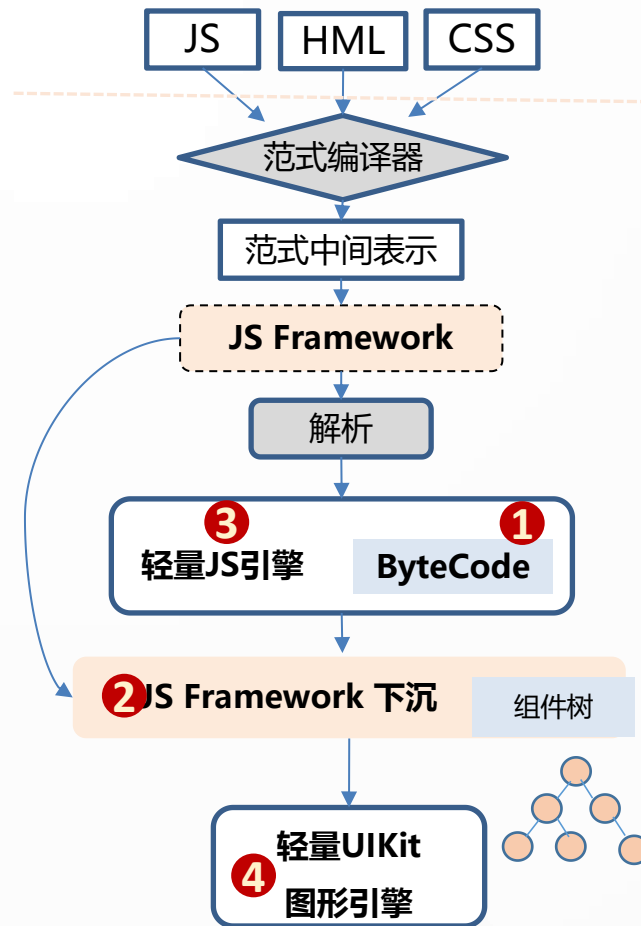 JS
HML
CSS
范式编译器
范式中间表示
JS Framework
解析
3
1
轻量JS引擎
ByteCode
2
JS Framework 下沉
组件树
轻量UIKit
4
图形引擎